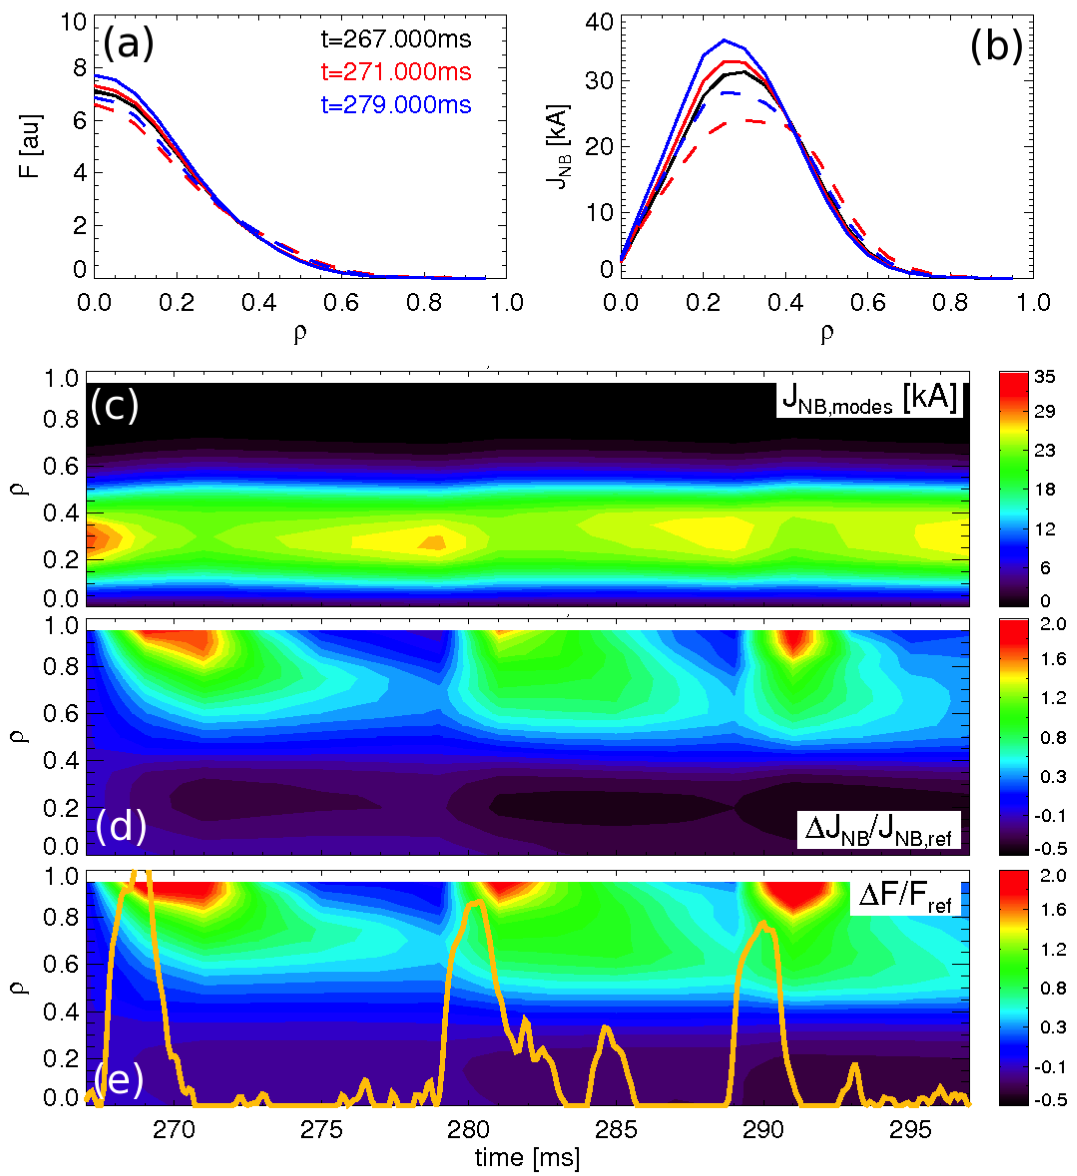 (a)
t=267.000ms
t=271.000ms
t=279.000ms
F [au]
8
6
4
2
0
0.0 0.2 0.4 0.6 0.8 1.0
ρ
(b)
J_NB [kA]
40
30
20
10
0
0.0 0.2 0.4 0.6 0.8 1.0
ρ
(c)
J_NB,modes [kA]
ρ
1.0
0.8
0.6
0.4
0.2
0.0
35
29
23
18
12
6
0
(d)
ΔJ_NB/J_NB,ref
ρ
1.0
0.8
0.6
0.4
0.2
0.0
2.0
1.6
1.2
0.8
0.3
-0.1
-0.5
(e)
ΔF/F_ref
ρ
1.0
0.8
0.6
0.4
0.2
0.0
2.0
1.6
1.2
0.8
0.3
-0.1
-0.5
270 275 280 285 290 295
time [ms]